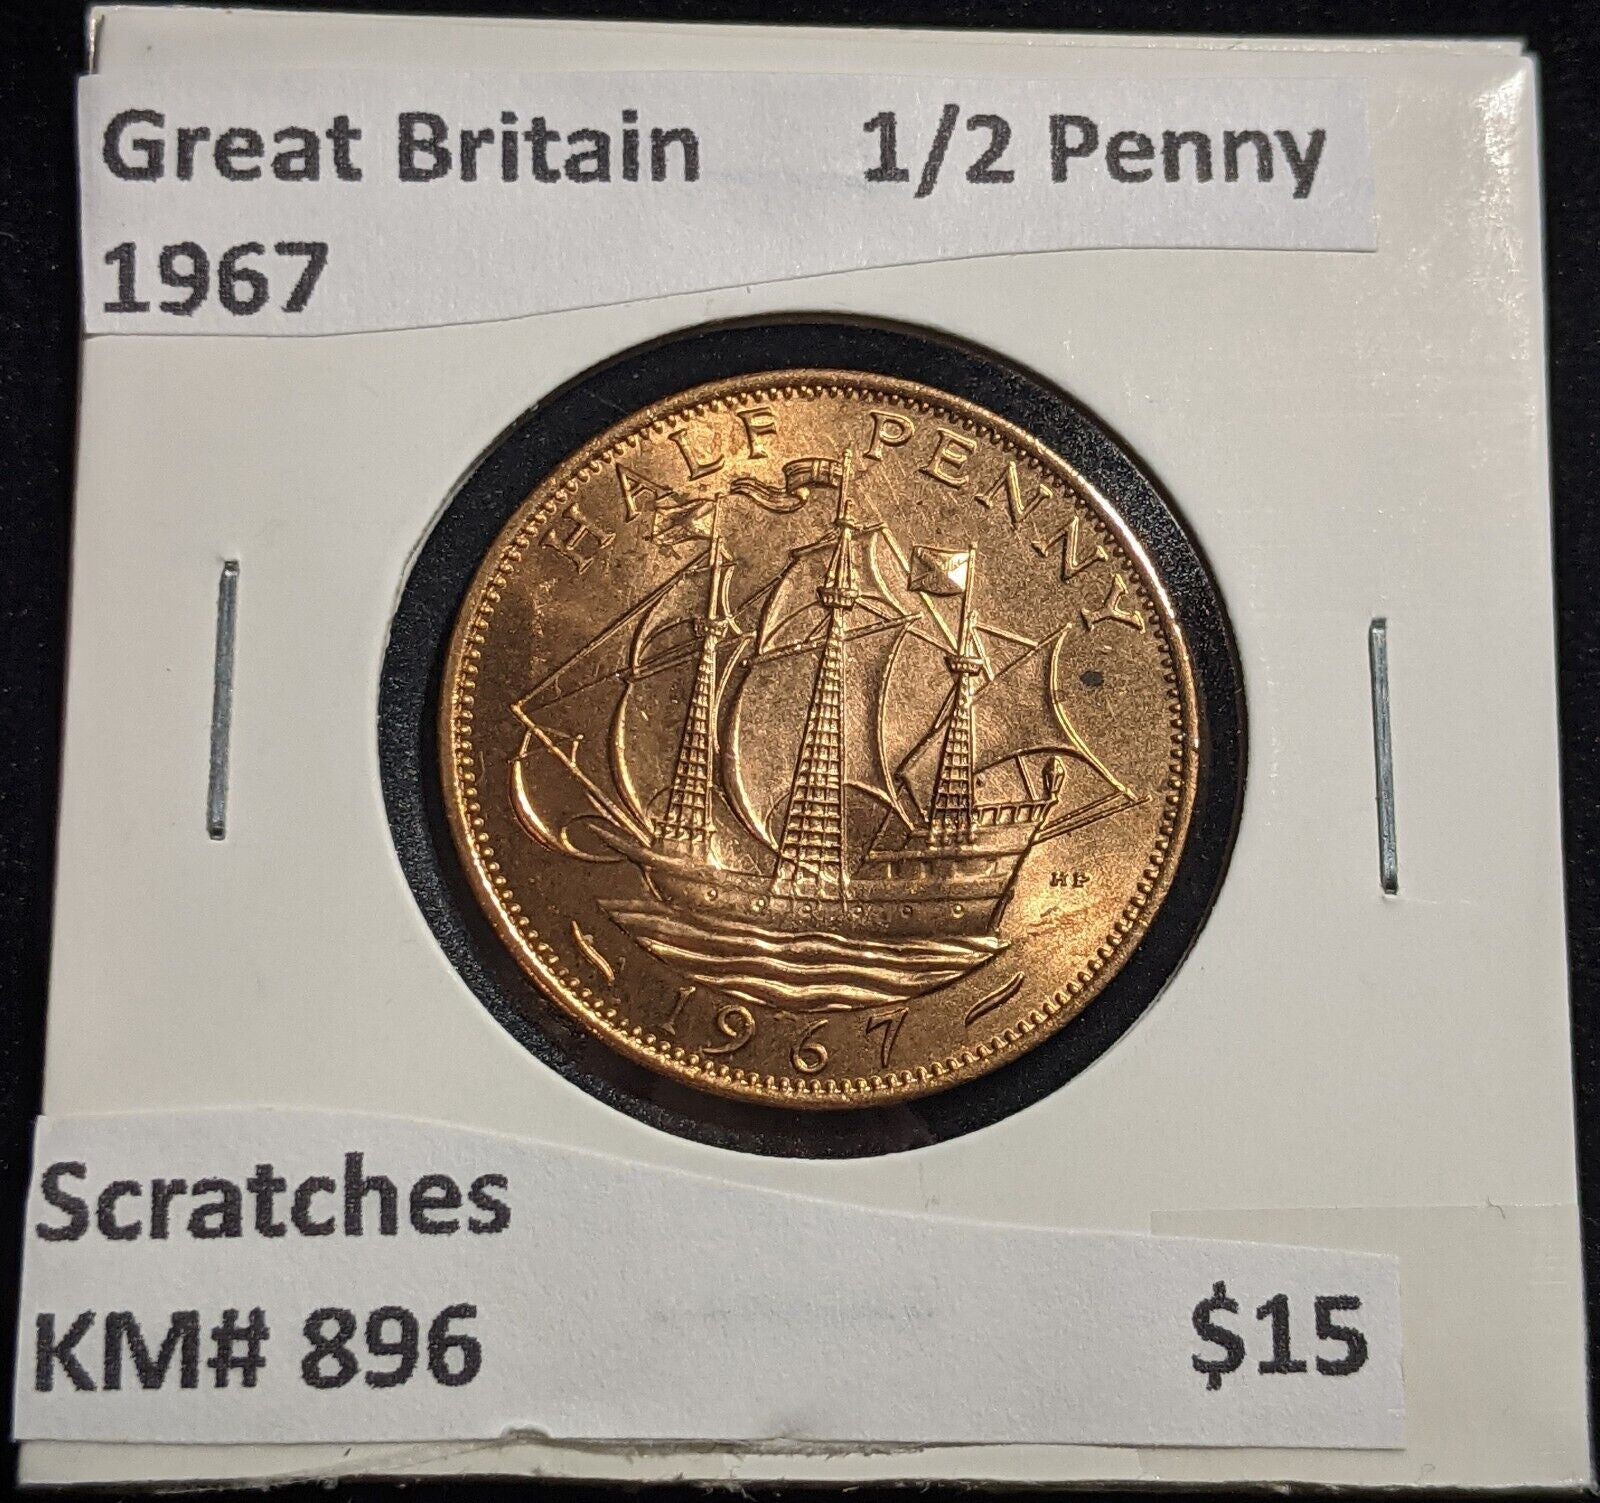 Great Britain 1/2 Penny
1967
HALF PENNY
HP
1967
Scratches
KM# 896 $15